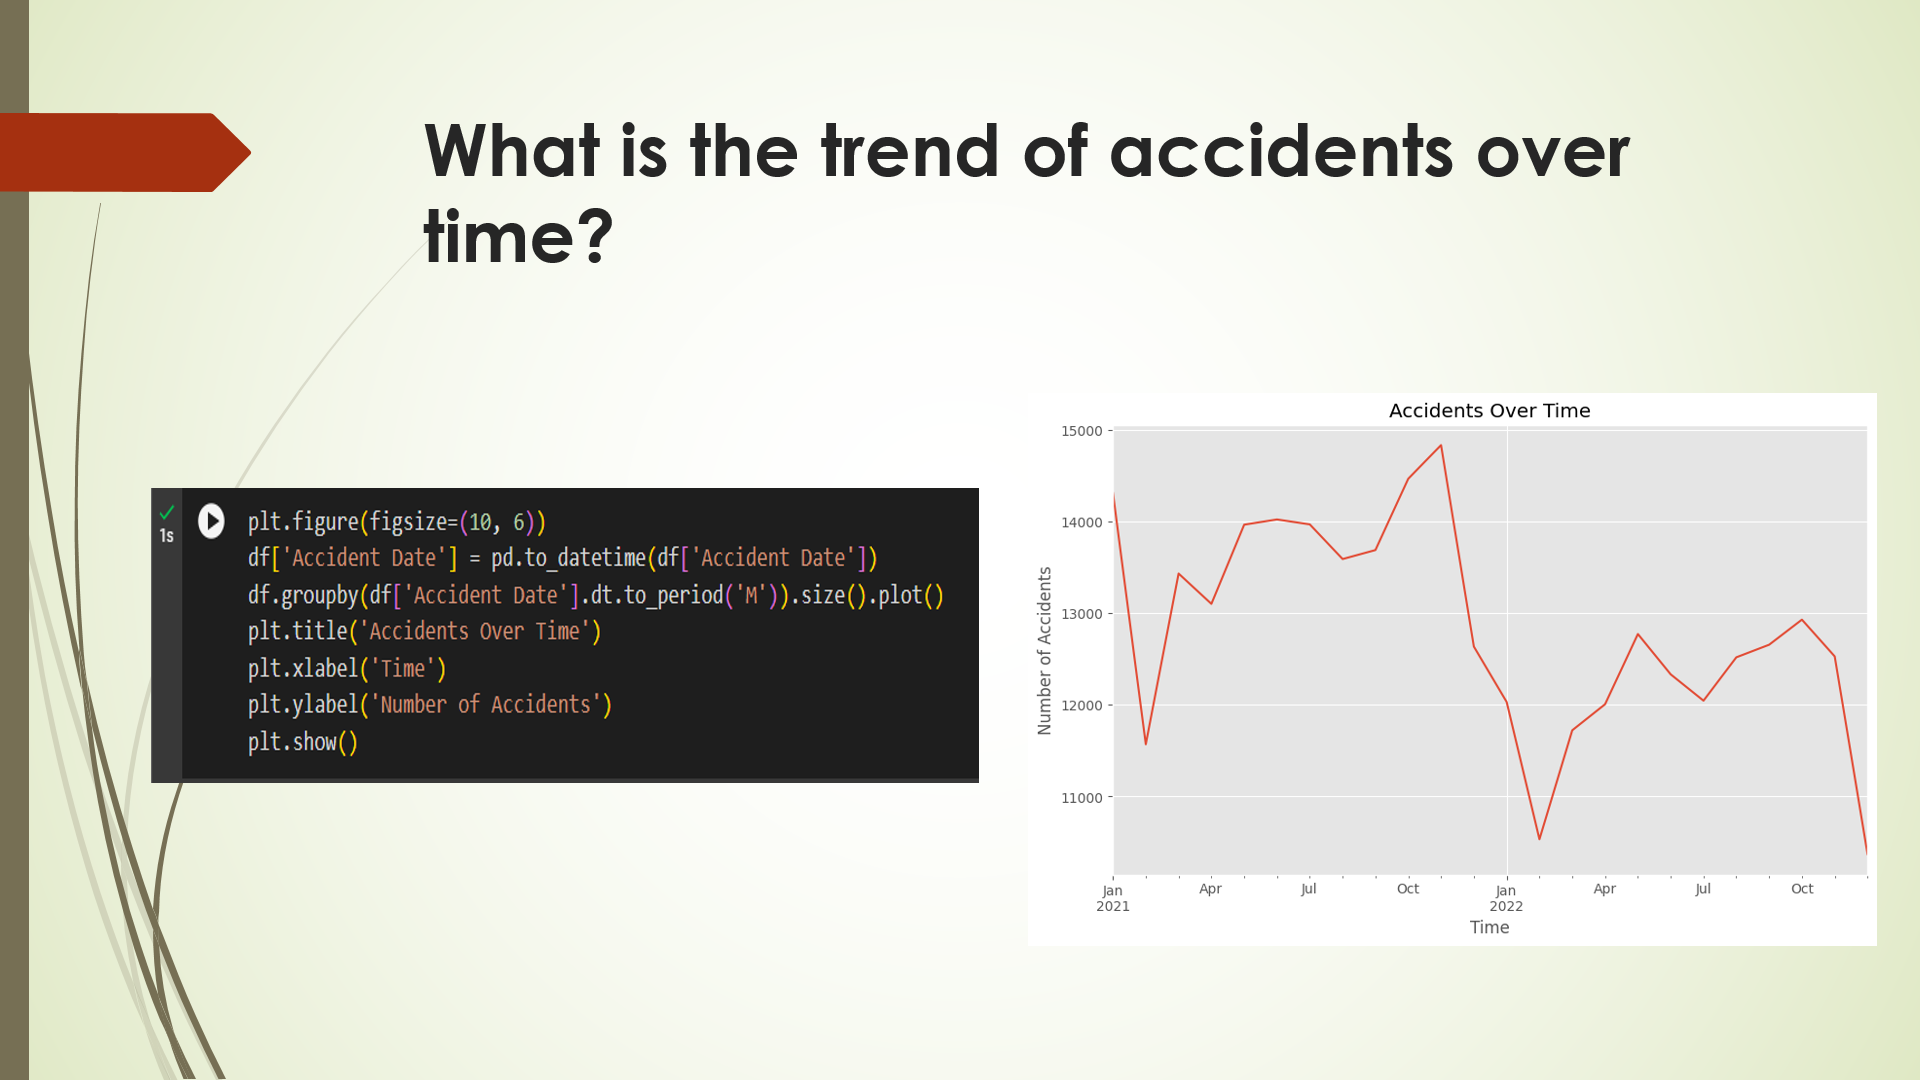 What is the trend of accidents over
time?
1s
plt.figure(figsize=(10, 6))
df['Accident Date'] = pd.to_datetime(df['Accident Date'])
df.groupby(df['Accident Date'].dt.to_period('M')).size().plot()
plt.title('Accidents Over Time')
plt.xlabel('Time')
plt.ylabel('Number of Accidents')
plt.show()
Accidents Over Time
Number of Accidents
15000
14000
13000
12000
11000
Jan Apr Jul Oct Jan Apr Jul Oct
2021 2022
Time